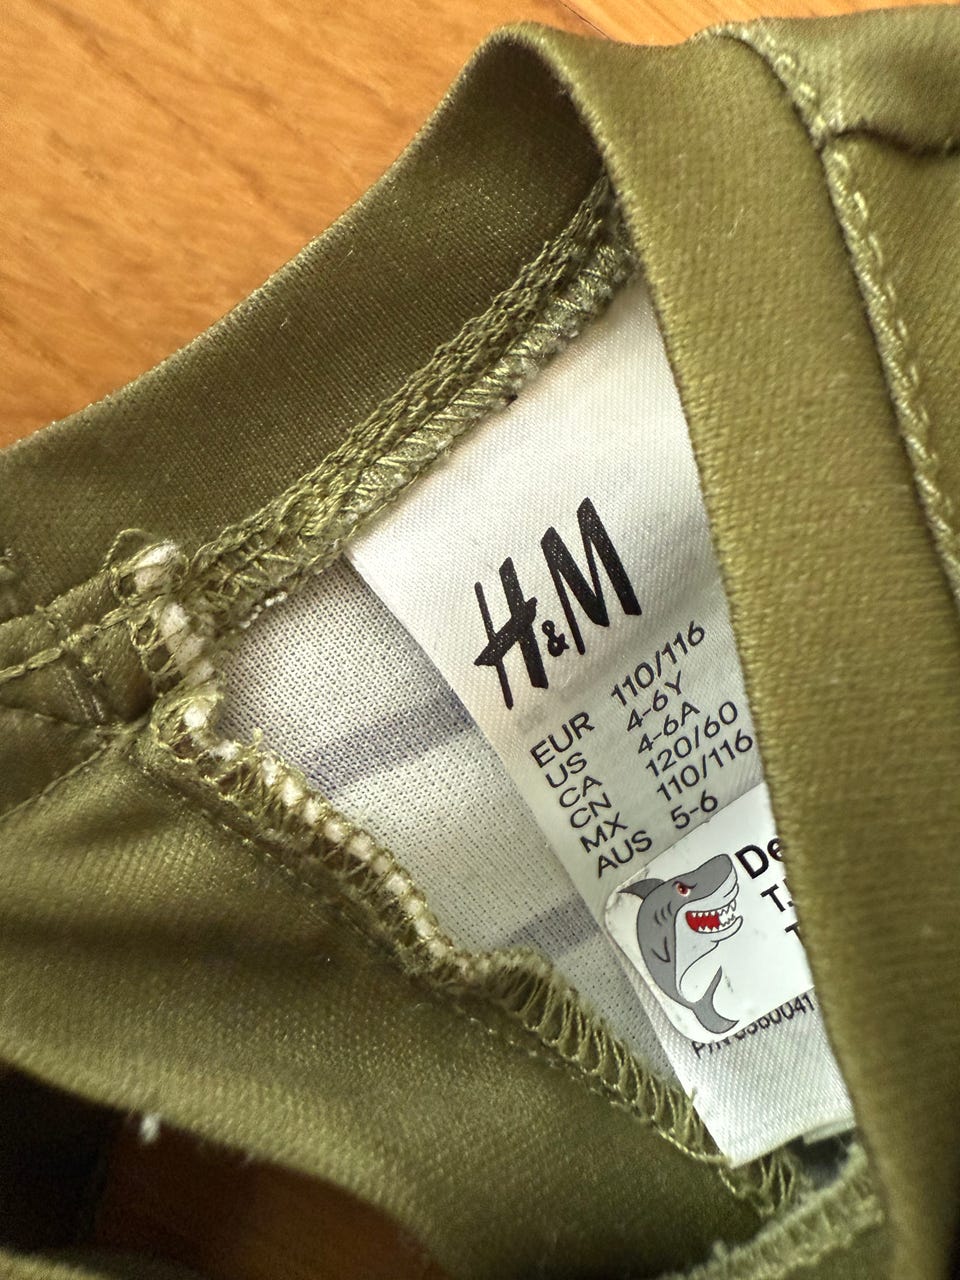 H&M
EUR 110/116
US 4-6Y
CA 4-6A
CN 120/60
MX 110/116
AUS 5-6